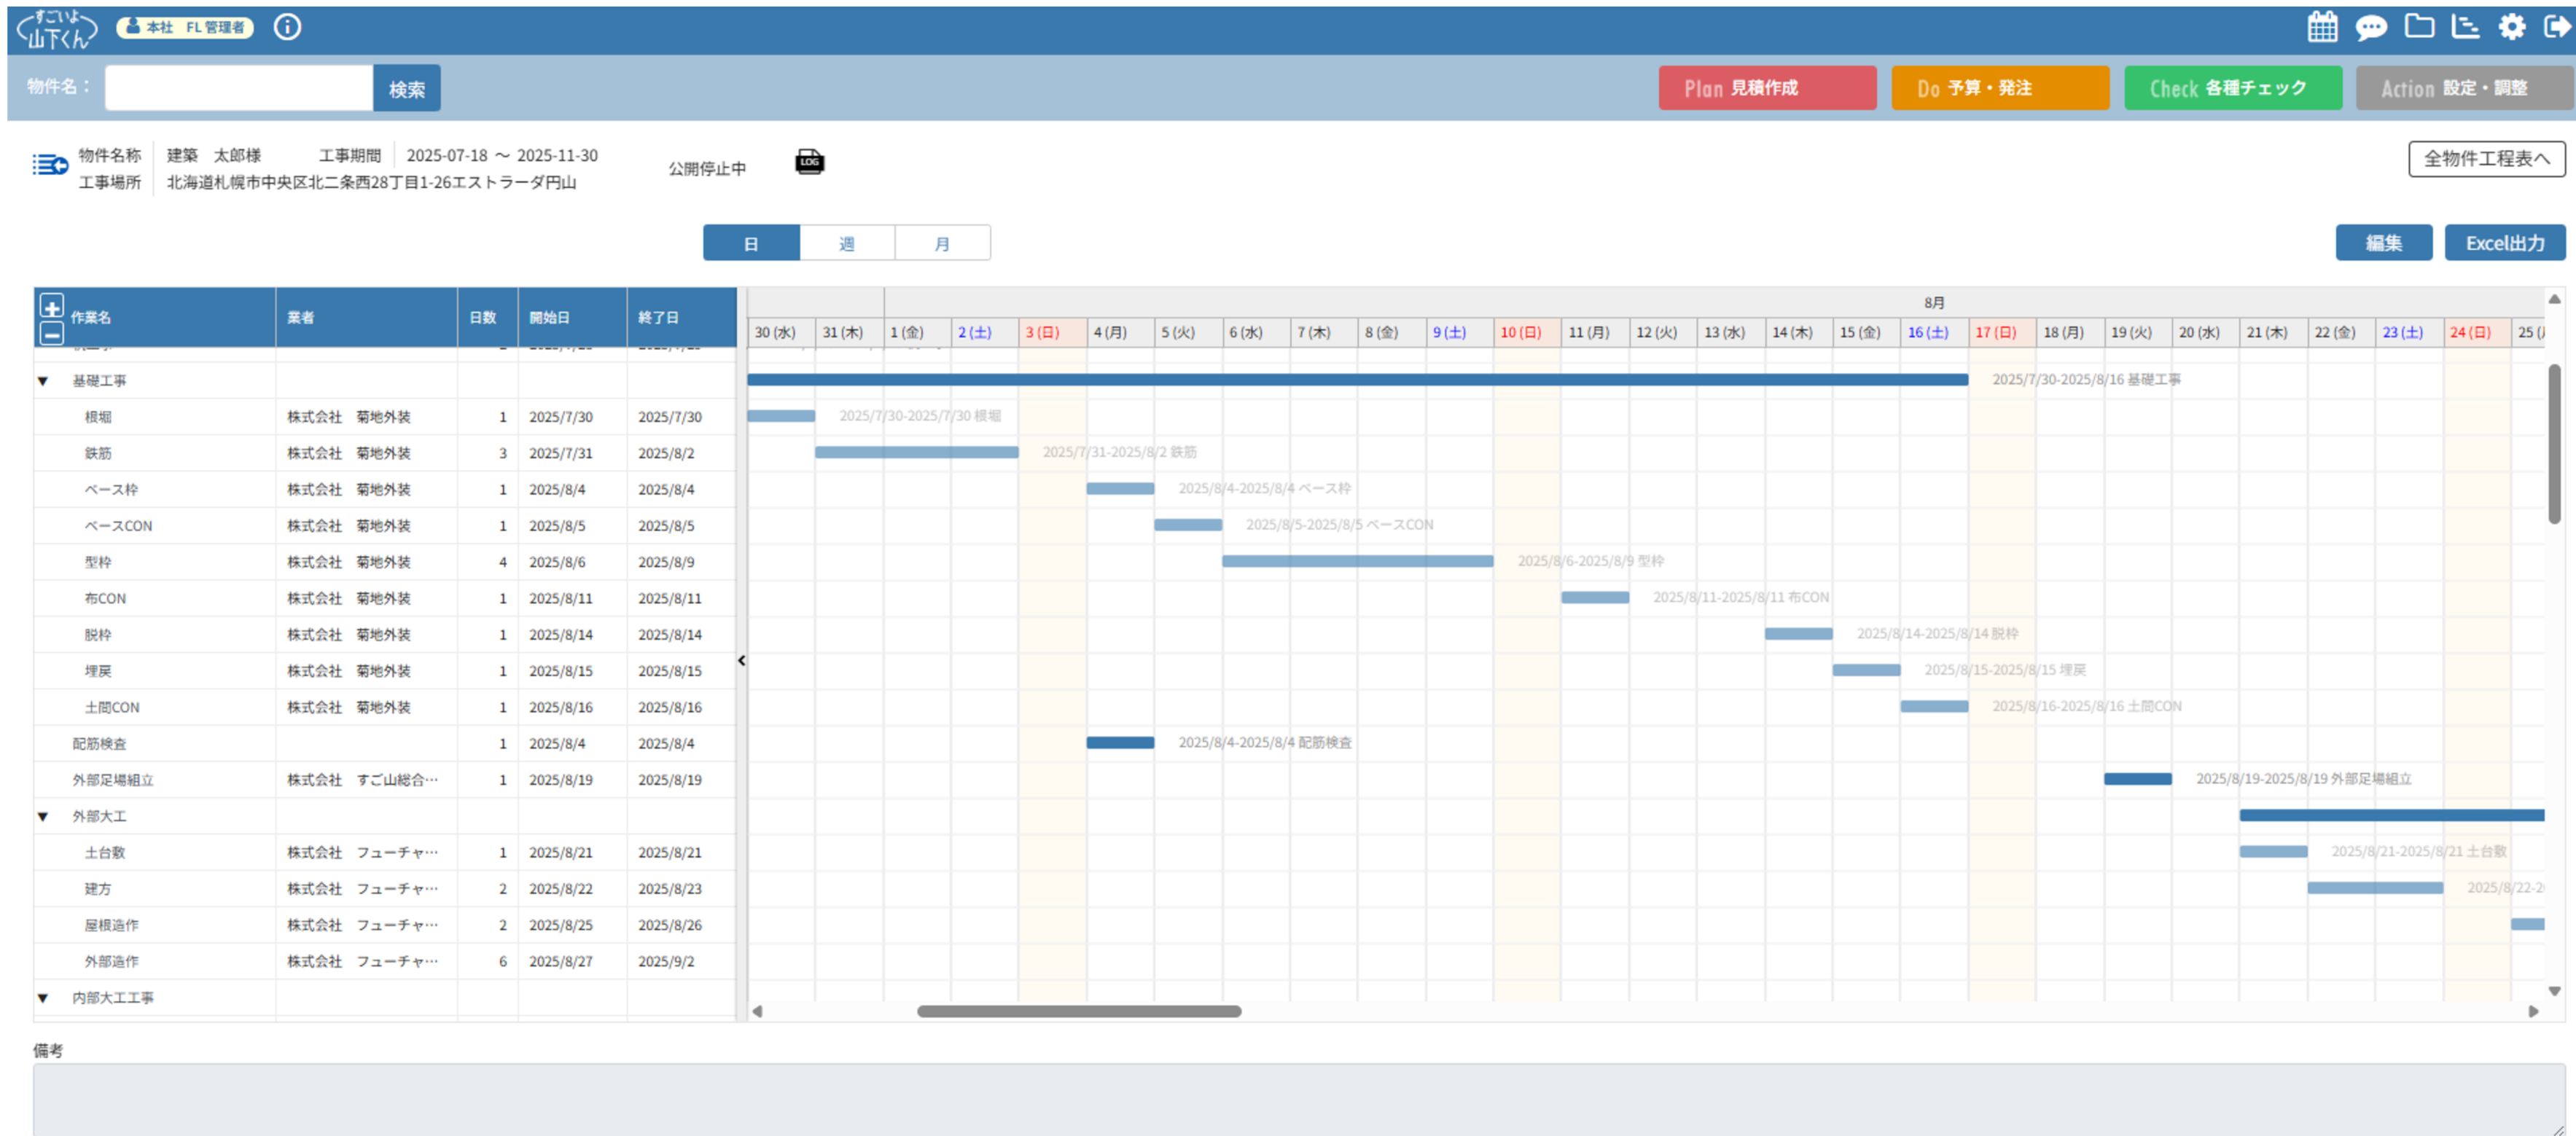 すごいよ
山下くん
本社　FL 管理者
物件名：
検索
Plan 見積作成
Do 予算・発注
Check 各種チェック
Action 設定・調整
物件名称 建築　太郎様 工事期間 2025-07-18 ～ 2025-11-30
工事場所 北海道札幌市中央区北二条西28丁目1-26エストラーダ円山
公開停止中
LOG
全物件工程表へ
日 週 月
編集 Excel出力
作業名 業者 日数 開始日 終了日
8月
30 (水) 31 (木) 1 (金) 2 (土) 3 (日) 4 (月) 5 (火) 6 (水) 7 (木) 8 (金) 9 (土) 10 (日) 11 (月) 12 (火) 13 (水) 14 (木) 15 (金) 16 (土) 17 (日) 18 (月) 19 (火) 20 (水) 21 (木) 22 (金) 23 (土) 24 (日) 25
▼ 基礎工事 2025/7/30-2025/8/16 基礎工事
根堀 株式会社　菊地外装 1 2025/7/30 2025/7/30 2025/7/30-2025/7/30 根堀
鉄筋 株式会社　菊地外装 3 2025/7/31 2025/8/2 2025/7/31-2025/8/2 鉄筋
ベース枠 株式会社　菊地外装 1 2025/8/4 2025/8/4 2025/8/4-2025/8/4 ベース枠
ベースCON 株式会社　菊地外装 1 2025/8/5 2025/8/5 2025/8/5-2025/8/5 ベースCON
型枠 株式会社　菊地外装 4 2025/8/6 2025/8/9 2025/8/6-2025/8/9 型枠
布CON 株式会社　菊地外装 1 2025/8/11 2025/8/11 2025/8/11-2025/8/11 布CON
脱枠 株式会社　菊地外装 1 2025/8/14 2025/8/14 2025/8/14-2025/8/14 脱枠
埋戻 株式会社　菊地外装 1 2025/8/15 2025/8/15 2025/8/15-2025/8/15 埋戻
土間CON 株式会社　菊地外装 1 2025/8/16 2025/8/16 2025/8/16-2025/8/16 土間CON
配筋検査 1 2025/8/4 2025/8/4 2025/8/4-2025/8/4 配筋検査
外部足場組立 株式会社　すご山総合… 1 2025/8/19 2025/8/19 2025/8/19-2025/8/19 外部足場組立
▼ 外部大工
土台敷 株式会社　フューチャ… 1 2025/8/21 2025/8/21 2025/8/21-2025/8/21 土台敷
建方 株式会社　フューチャ… 2 2025/8/22 2025/8/23 2025/8/22-2
屋根造作 株式会社　フューチャ… 2 2025/8/25 2025/8/26
外部造作 株式会社　フューチャ… 6 2025/8/27 2025/9/2
▼ 内部大工工事
備考